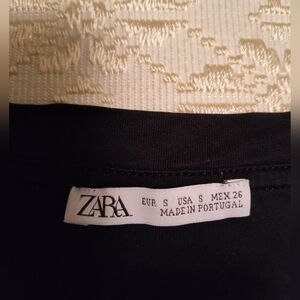 ZARA
EUR S USA S MEX 26
MADE IN PORTUGAL